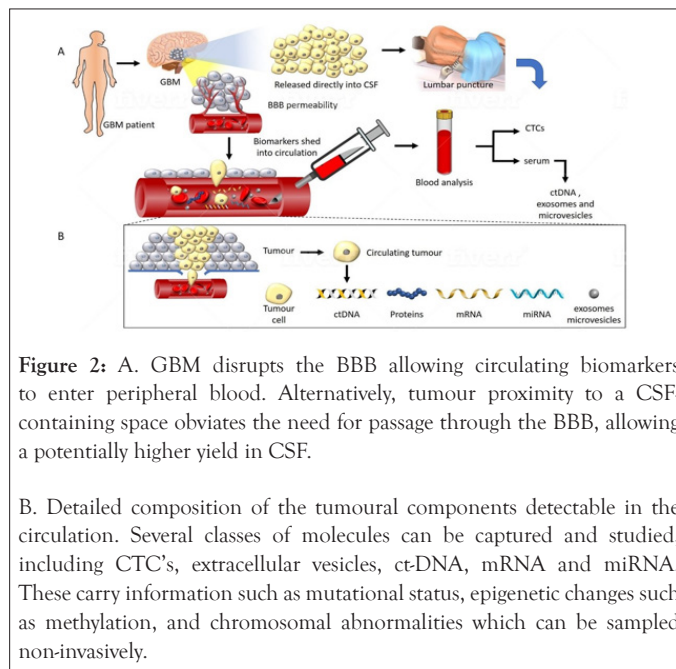 A
GBM patient
GBM
Released directly into CSF
Lumbar puncture
BBB permeability
Biomarkers shed
into circulation
Blood analysis
CTCs
serum
ctDNA ,
exosomes and
microvesicles
B
Tumour
Circulating tumour
Tumour
cell
ctDNA
Proteins
mRNA
miRNA
exosomes
microvesicles
Figure 2: A. GBM disrupts the BBB allowing circulating biomarkers
to enter peripheral blood. Alternatively, tumour proximity to a CSF
containing space obviates the need for passage through the BBB, allowing
a potentially higher yield in CSF.
B. Detailed composition of the tumoural components detectable in the
circulation. Several classes of molecules can be captured and studied
including CTC's, extracellular vesicles, ct-DNA, mRNA and miRNA
These carry information such as mutational status, epigenetic changes such
as methylation, and chromosomal abnormalities which can be sampled
non-invasively.